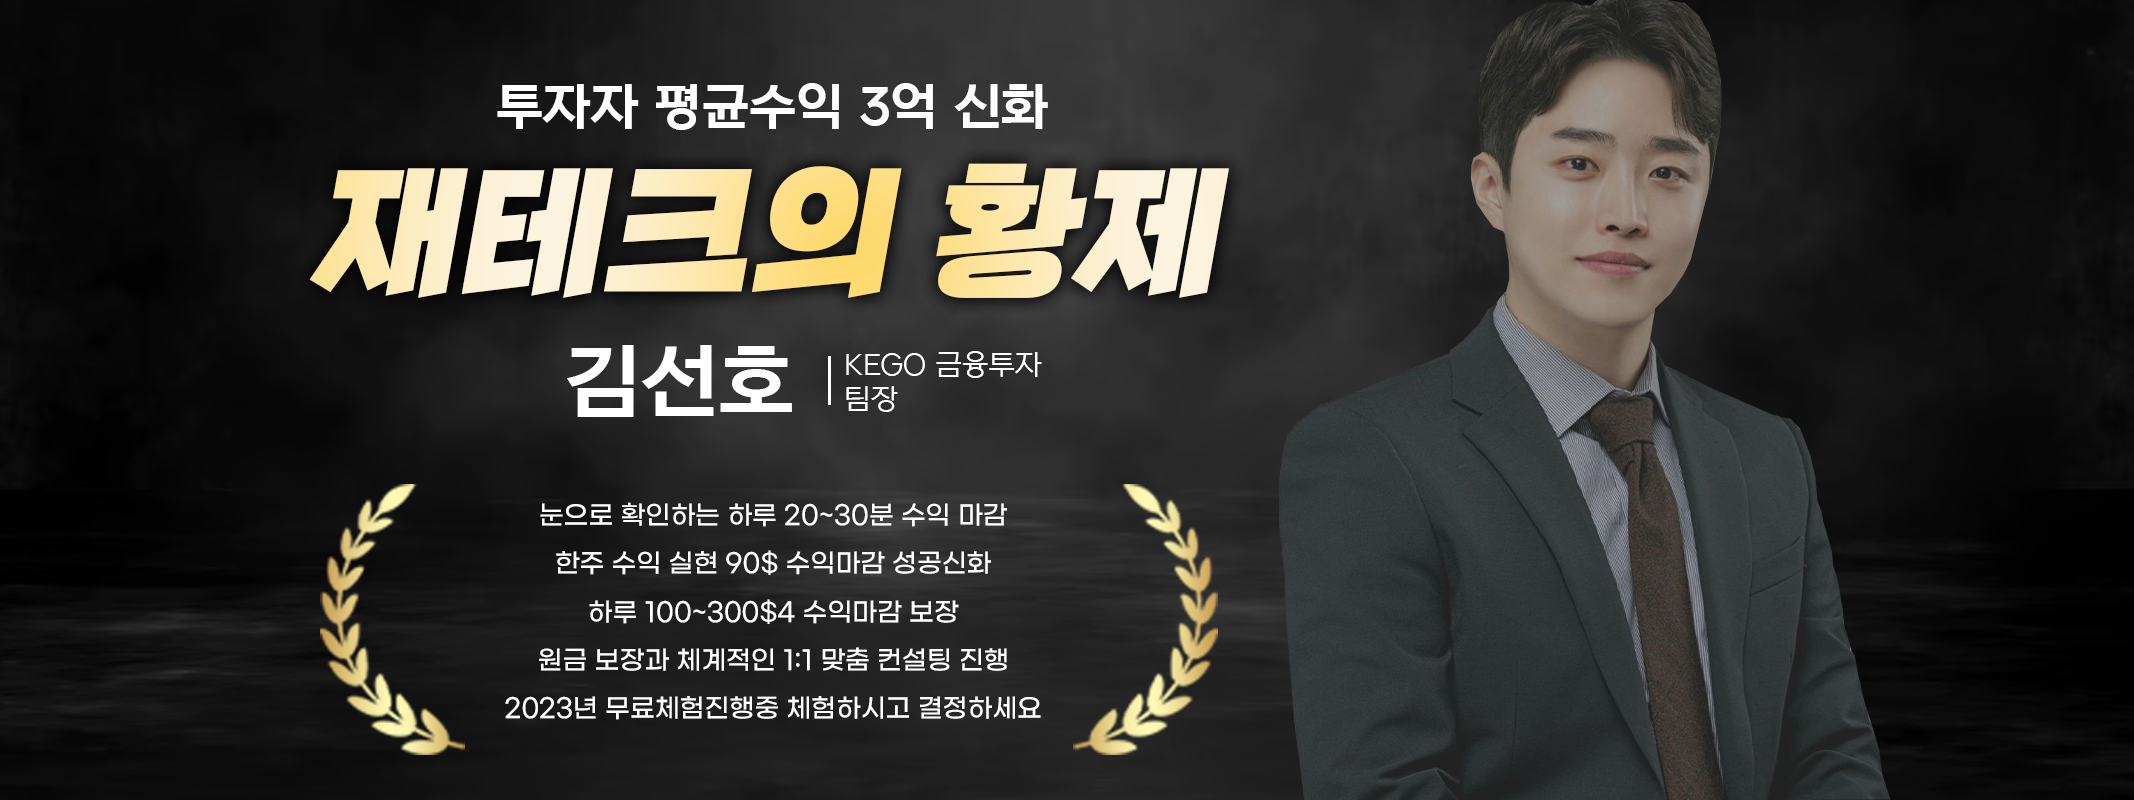 투자자 평균수익 3억 신화
재테크의 황제
김선호
KEGO 금융투자
팀장
눈으로 확인하는 하루 20~30분 수익 마감
한주 수익 실현 90$ 수익마감 성공신화
하루 100~300$4 수익마감 보장
원금 보장과 체계적인 1:1 맞춤 컨설팅 진행
2023년 무료체험진행중 체험하시고 결정하세요